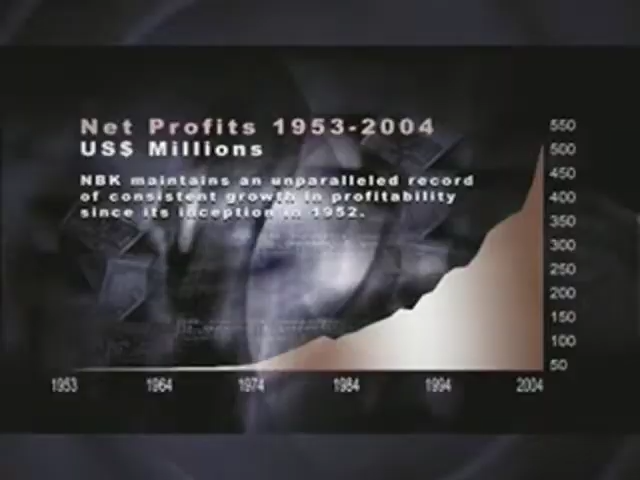 Net Profits 1953-2004
US$ Millions
NBK maintains an unparalleled record
of consistent growth in profitability
since its inception in 1952.
550
500
450
400
350
300
250
200
150
100
50
1953 1964 1974 1984 1994 2004